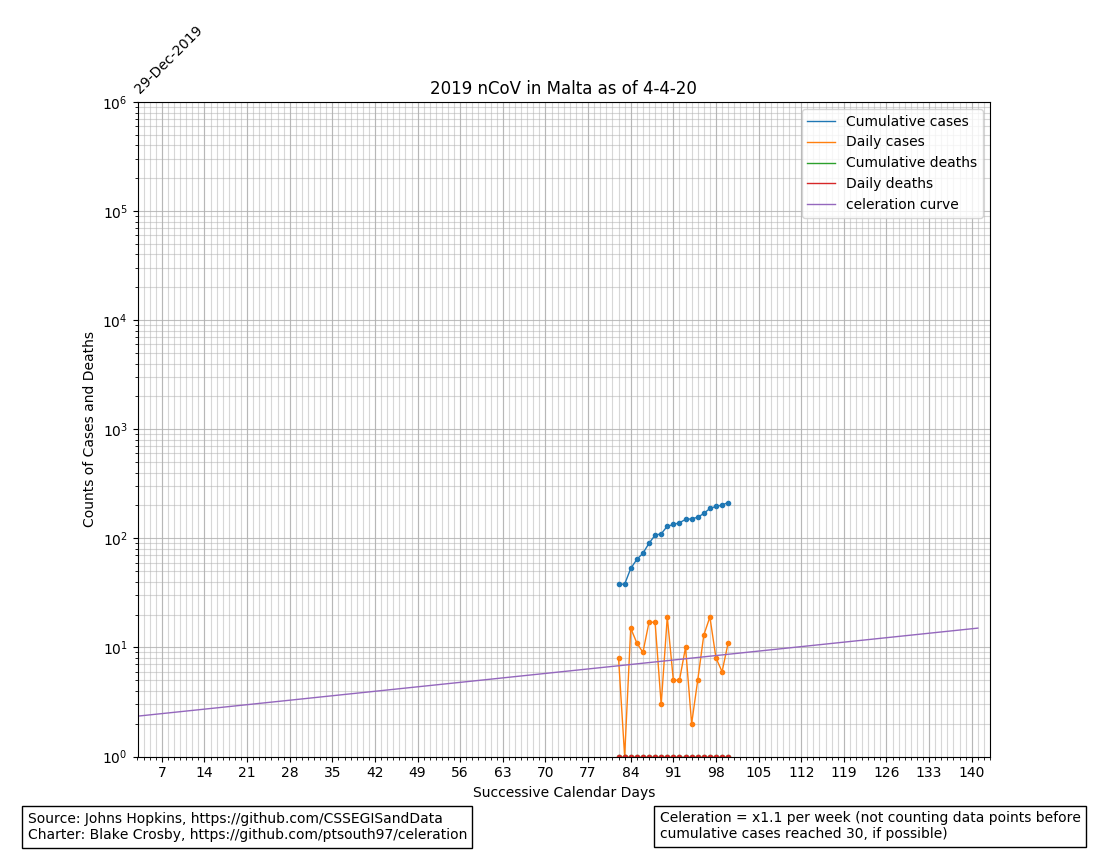 29-Dec-2019
2019 nCoV in Malta as of 4-4-20
Cumulative cases
Daily cases
Cumulative deaths
Daily deaths
celeration curve
10^6
10^5
10^4
10^3
10^2
10^1
10^0
Counts of Cases and Deaths
7 14 21 28 35 42 49 56 63 70 77 84 91 98 105 112 119 126 133 140
Successive Calendar Days
Source: Johns Hopkins, https://github.com/CSSEGISandData
Charter: Blake Crosby, https://github.com/ptsouth97/celeration
Celeration = x1.1 per week (not counting data points before
cumulative cases reached 30, if possible)